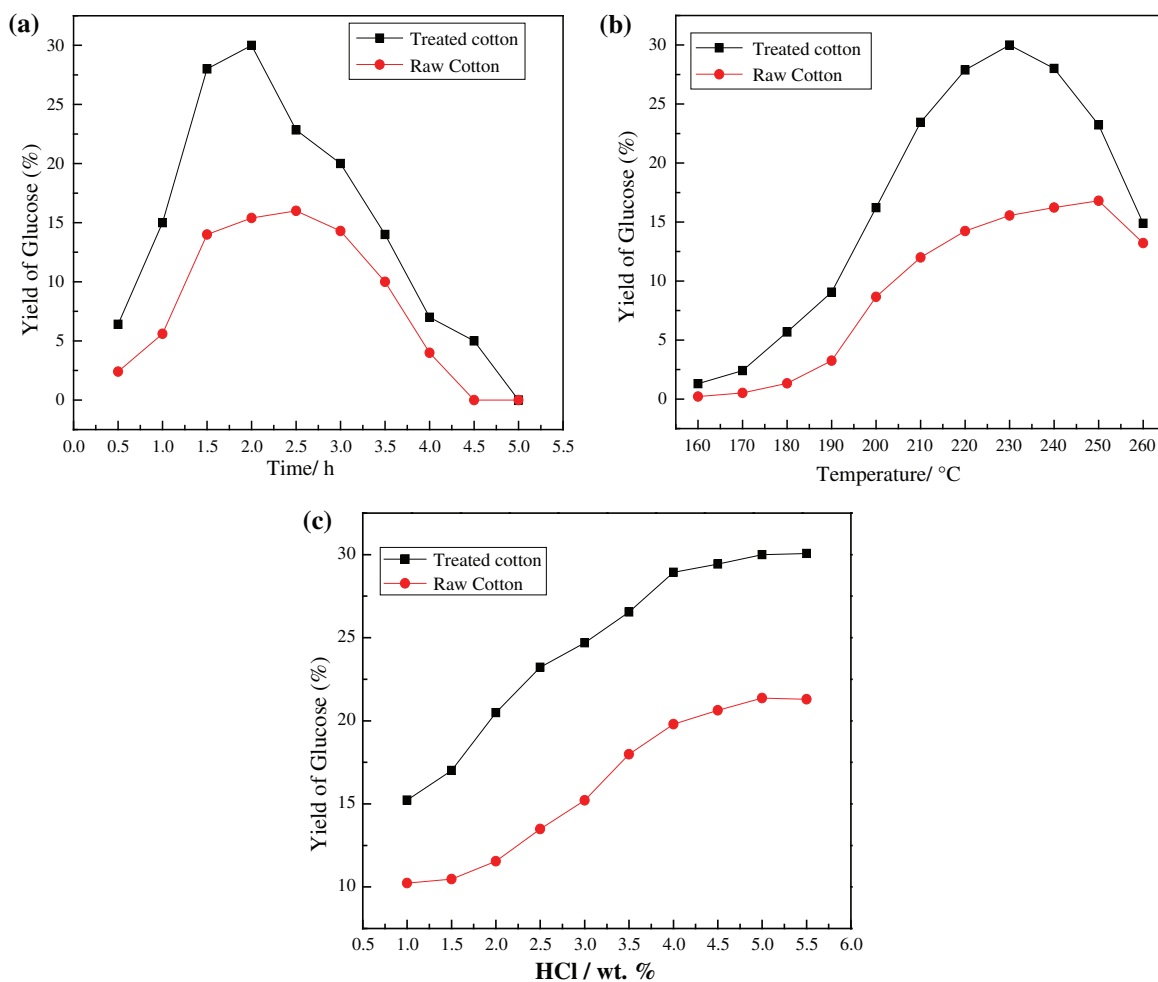 (a)
Treated cotton
Raw Cotton
Yield of Glucose (%)
30
25
20
15
10
5
0
0.0 0.5 1.0 1.5 2.0 2.5 3.0 3.5 4.0 4.5 5.0 5.5
Time/ h
(b)
Treated cotton
Raw Cotton
Yield of Glucose (%)
30
25
20
15
10
5
0
160 170 180 190 200 210 220 230 240 250 260
Temperature/ °C
(c)
Treated cotton
Raw Cotton
Yield of Glucose (%)
30
25
20
15
10
0.5 1.0 1.5 2.0 2.5 3.0 3.5 4.0 4.5 5.0 5.5 6.0
HCl / wt. %